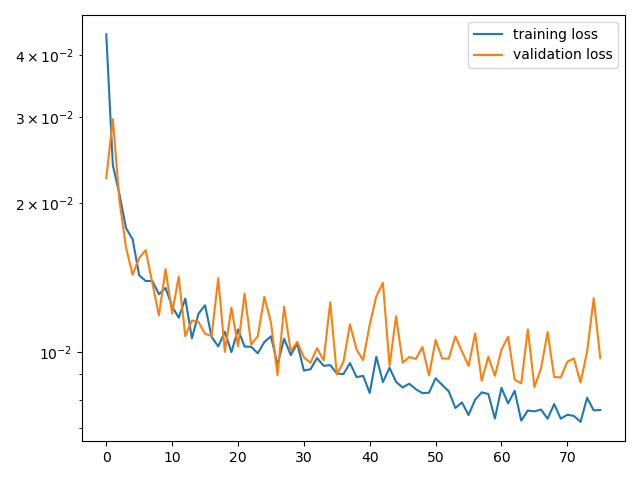 training loss
validation loss
4 × 10⁻²
3 × 10⁻²
2 × 10⁻²
10⁻²
0 10 20 30 40 50 60 70